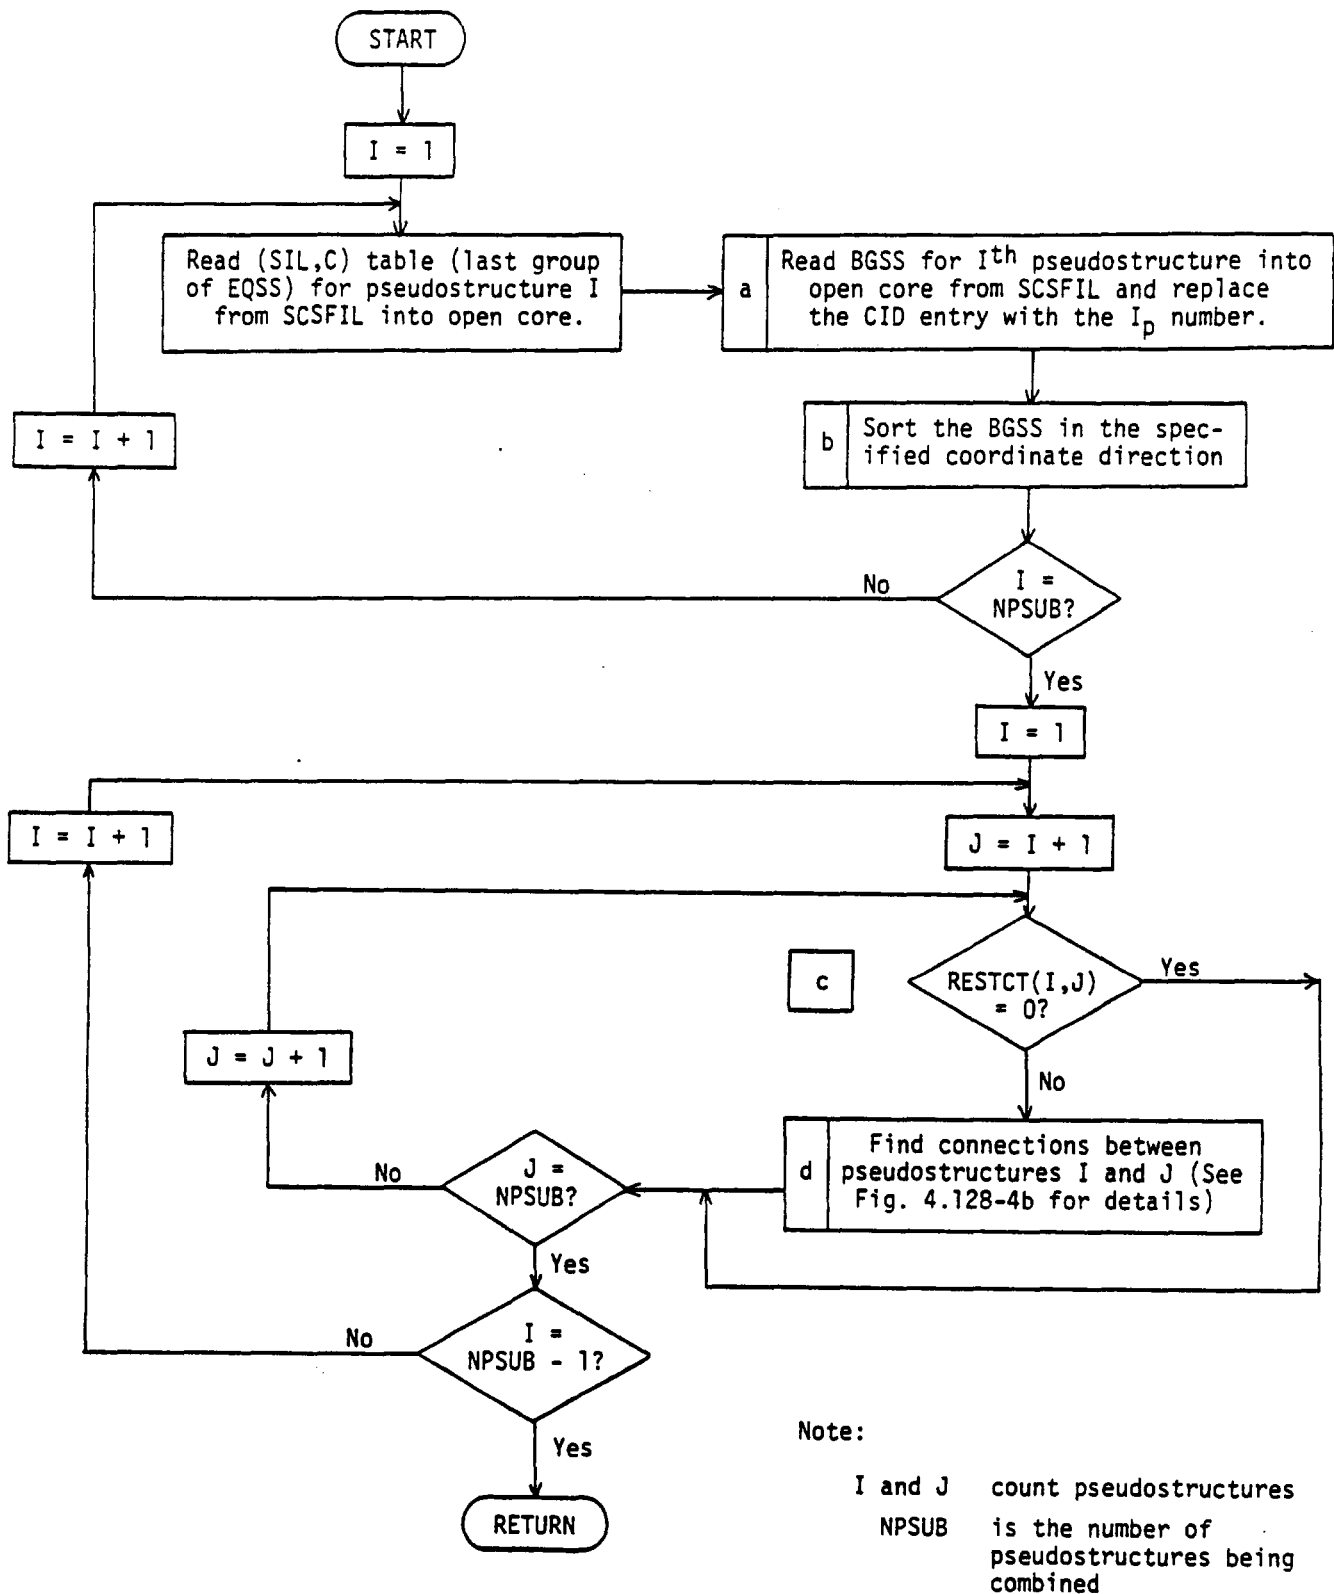 START
I = 1
Read (SIL,C) table (last group
of EQSS) for pseudostructure I
from SCSFIL into open core.
a
Read BGSS for Ith pseudostructure into
open core from SCSFIL and replace
the CID entry with the Ip number.
I = I + 1
b
Sort the BGSS in the spec-
ified coordinate direction
No
I =
NPSUB?
Yes
I = 1
I = I + 1
J = I + 1
c
RESTCT(I,J)
= 0?
Yes
J = J + 1
No
d
Find connections between
pseudostructures I and J (See
Fig. 4.128-4b for details)
No
J =
NPSUB?
Yes
No
I =
NPSUB - 1?
Yes
RETURN
Note:
I and J count pseudostructures
NPSUB is the number of
pseudostructures being
combined